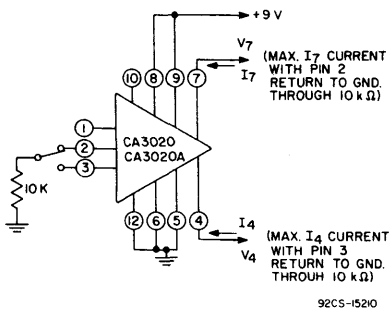 +9 V
V7
(MAX. I7 CURRENT
WITH PIN 2
RETURN TO GND.
THROUGH 10 kΩ)
I7
10
8
9
7
1
2
3
CA3020
CA3020A
10 K
12
6
5
4
I4
V4
(MAX. I4 CURRENT
WITH PIN 3
RETURN TO GND.
THROUH 10 kΩ)
92CS-15210